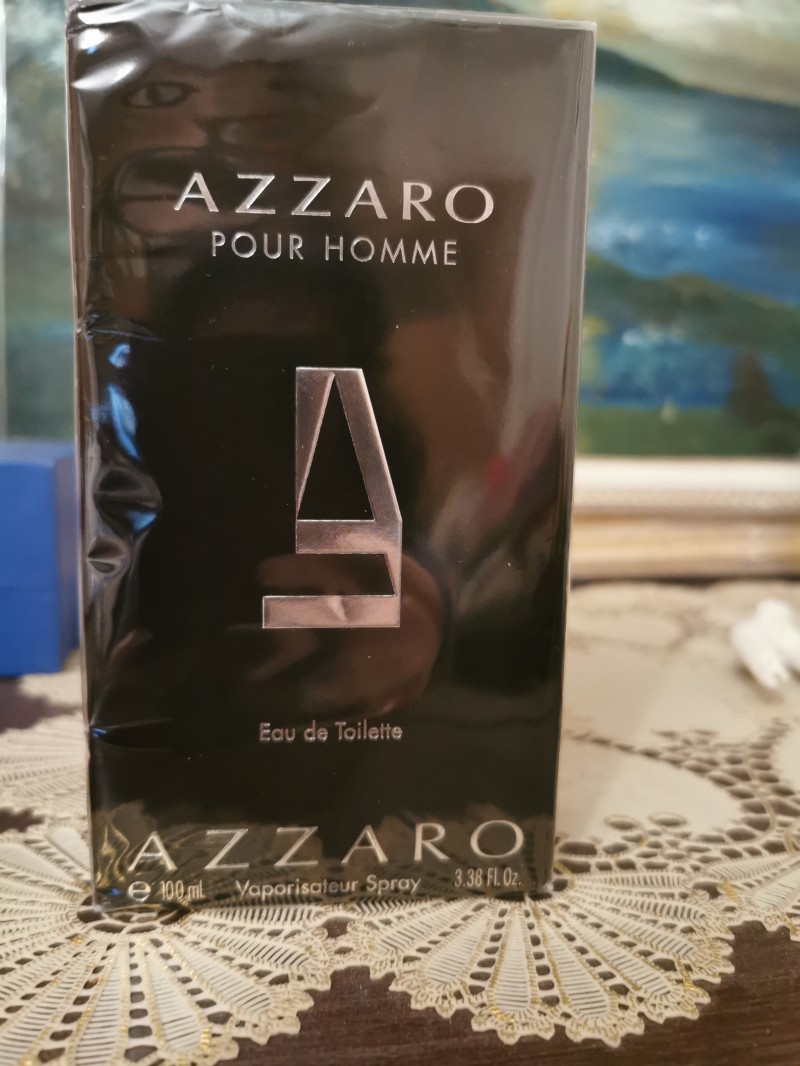 AZZARO
POUR HOMME
Eau de Toilette
AZZARO
℮ 100 ml Vaporisateur Spray 3.38 Fl. Oz.